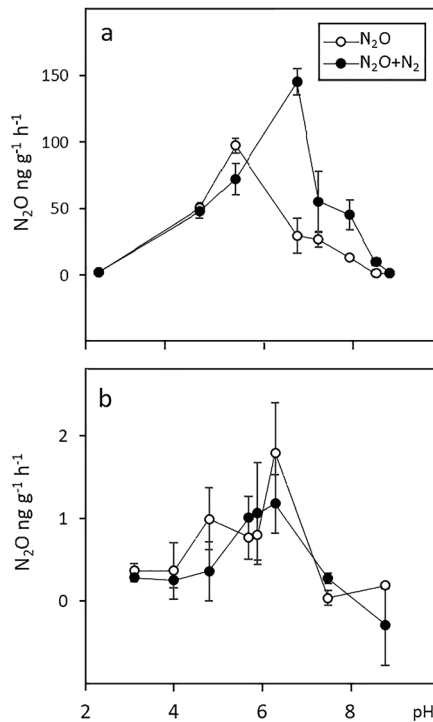 a
N₂O
N₂O+N₂
150
100
50
0
N₂O ng g⁻¹ h⁻¹
b
2
1
0
N₂O ng g⁻¹ h⁻¹
2 4 6 8 pH